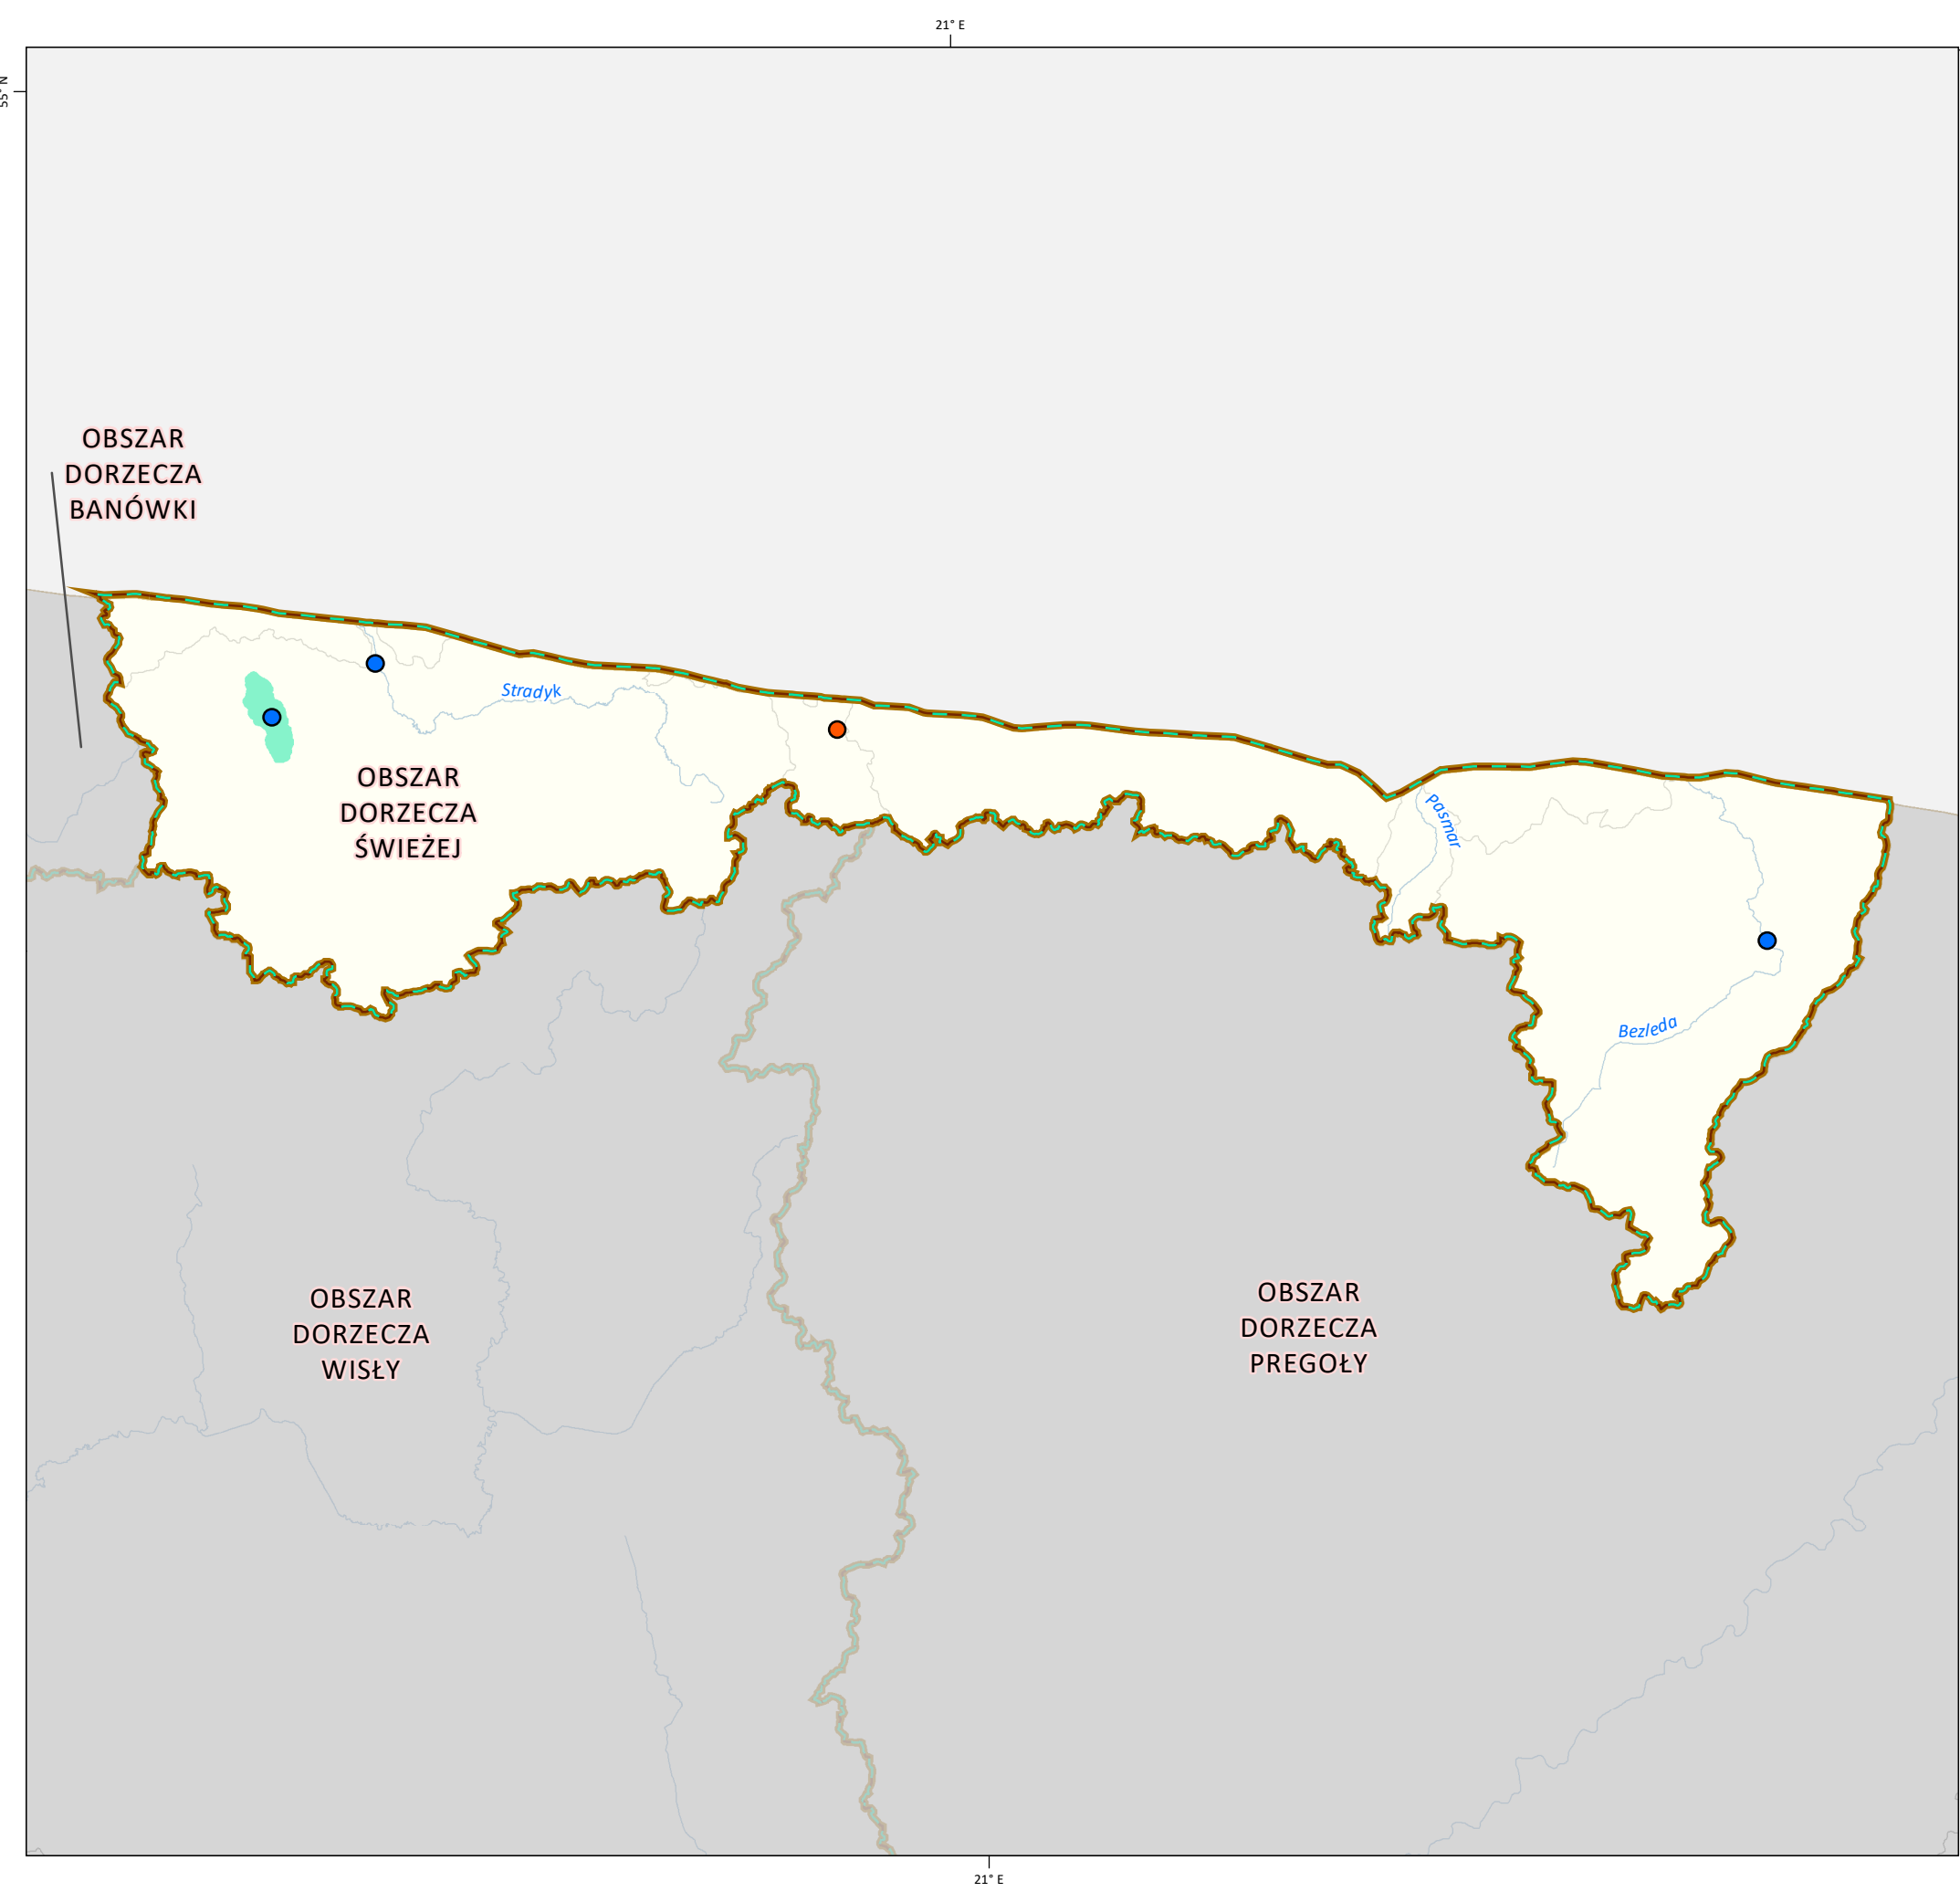 21° E
55° N
OBSZAR
DORZECZA
BANÓWKI
Stradyk
OBSZAR
DORZECZA
ŚWIEŻEJ
Pasmar
Bezleda
OBSZAR
DORZECZA
WISŁY
OBSZAR
DORZECZA
PREGOŁY
21° E